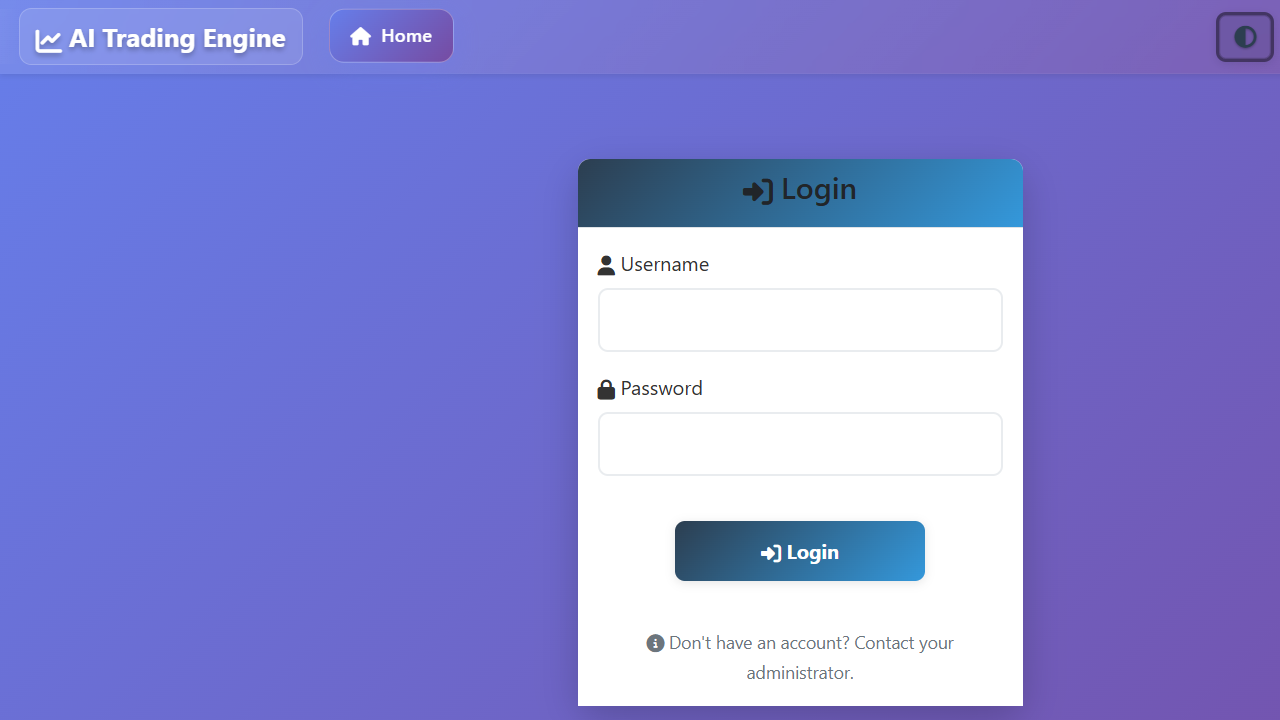 AI Trading Engine
Home
Login
Username
Password
Login
Don't have an account? Contact your
administrator.